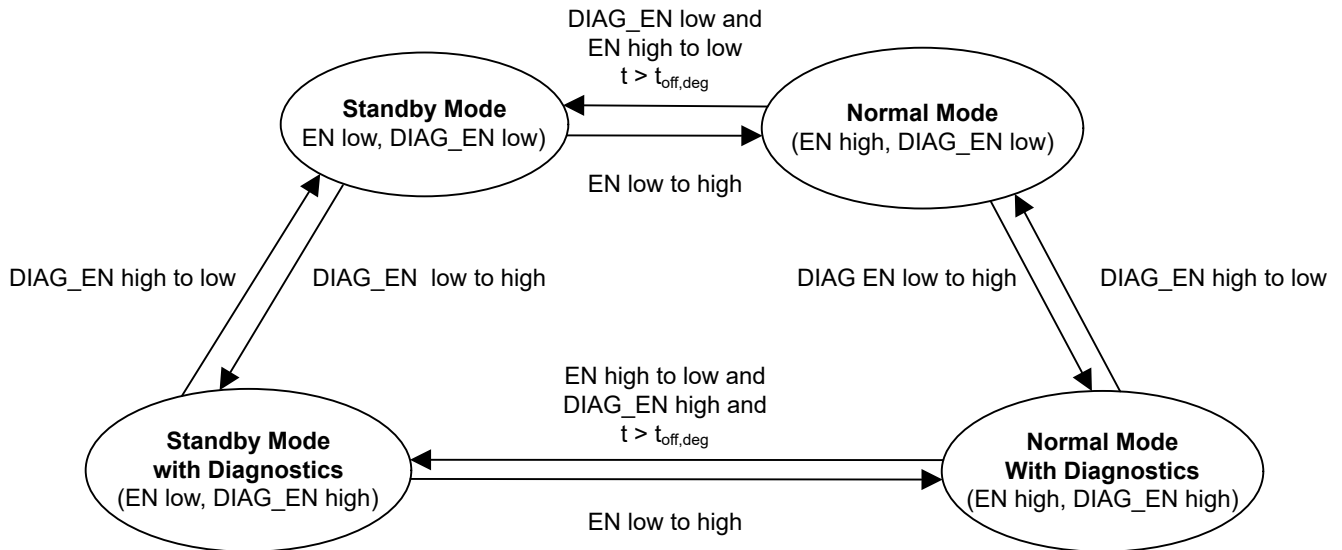 DIAG_EN low and
EN high to low
t > toff,deg
Standby Mode
EN low, DIAG_EN low)
Normal Mode
(EN high, DIAG_EN low)
EN low to high
DIAG_EN high to low
DIAG_EN  low to high
DIAG EN low to high
DIAG_EN high to low
EN high to low and
DIAG_EN high and
t > toff,deg
Standby Mode
with Diagnostics
(EN low, DIAG_EN high)
Normal Mode
With Diagnostics
(EN high, DIAG_EN high)
EN low to high